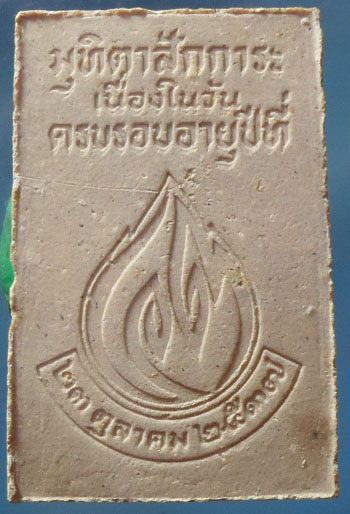 มุทิตาสักการะ
เนื่องในวัน
ครบรอบอายุปีที่
๒๓ ตุลาคม ๒๕๓๗